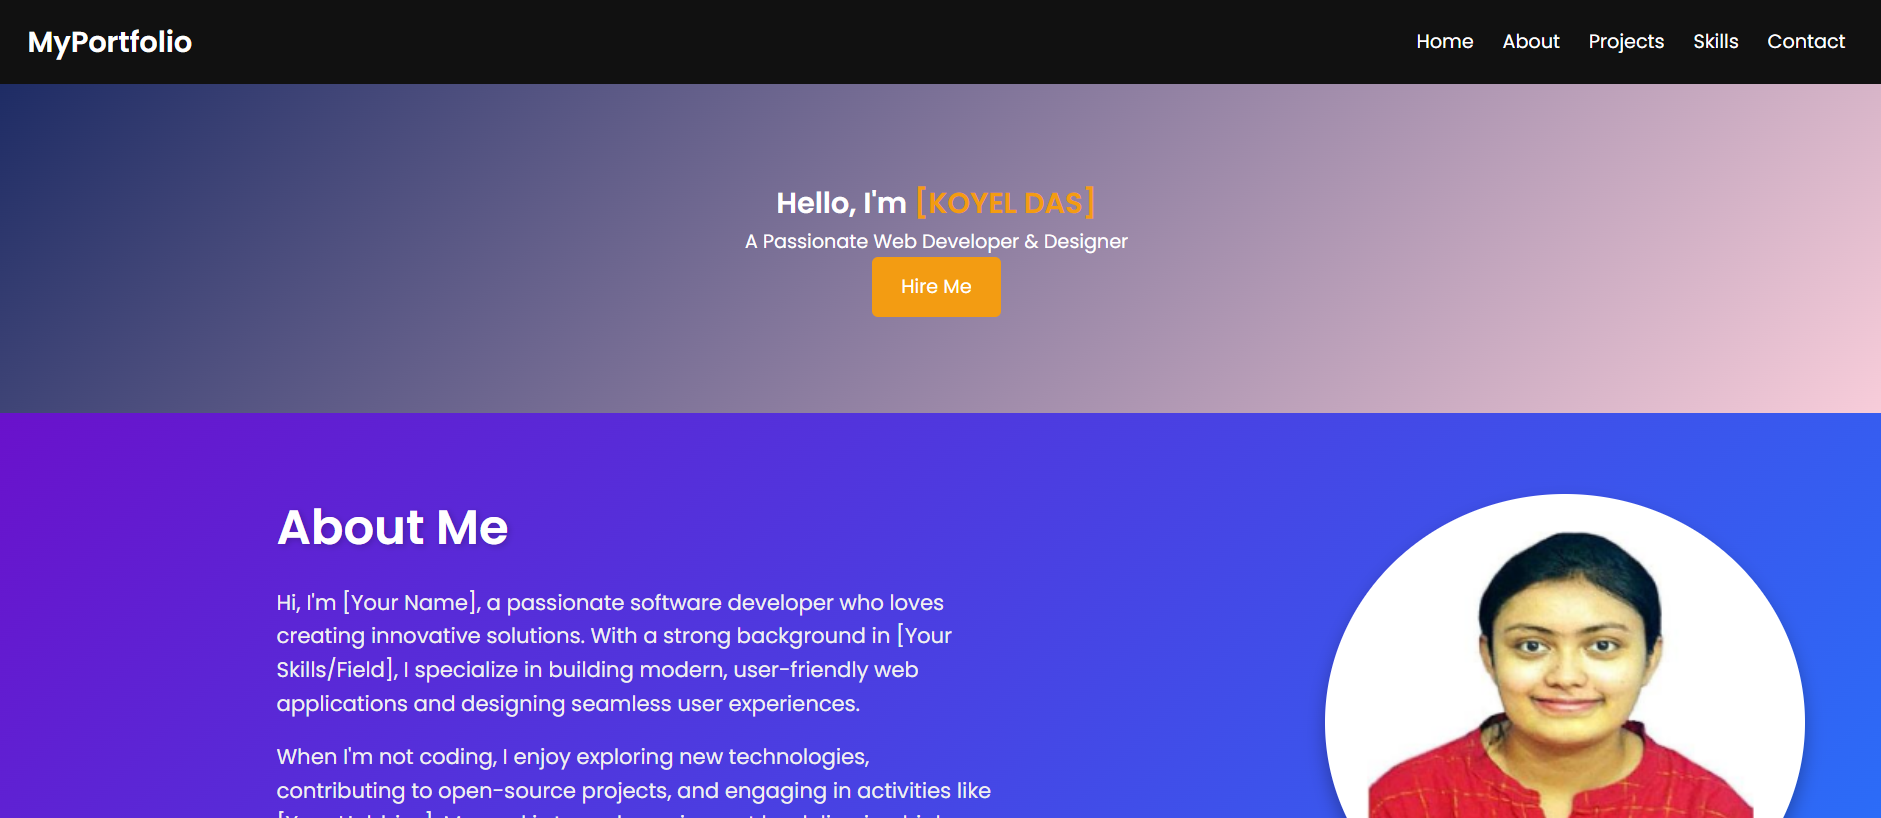 MyPortfolio
Home About Projects Skills Contact
Hello, I'm [KOYEL DAS]
A Passionate Web Developer & Designer
Hire Me
About Me
Hi, I'm [Your Name], a passionate software developer who loves
creating innovative solutions. With a strong background in [Your
Skills/Field], I specialize in building modern, user-friendly web
applications and designing seamless user experiences.
When I'm not coding, I enjoy exploring new technologies,
contributing to open-source projects, and engaging in activities like